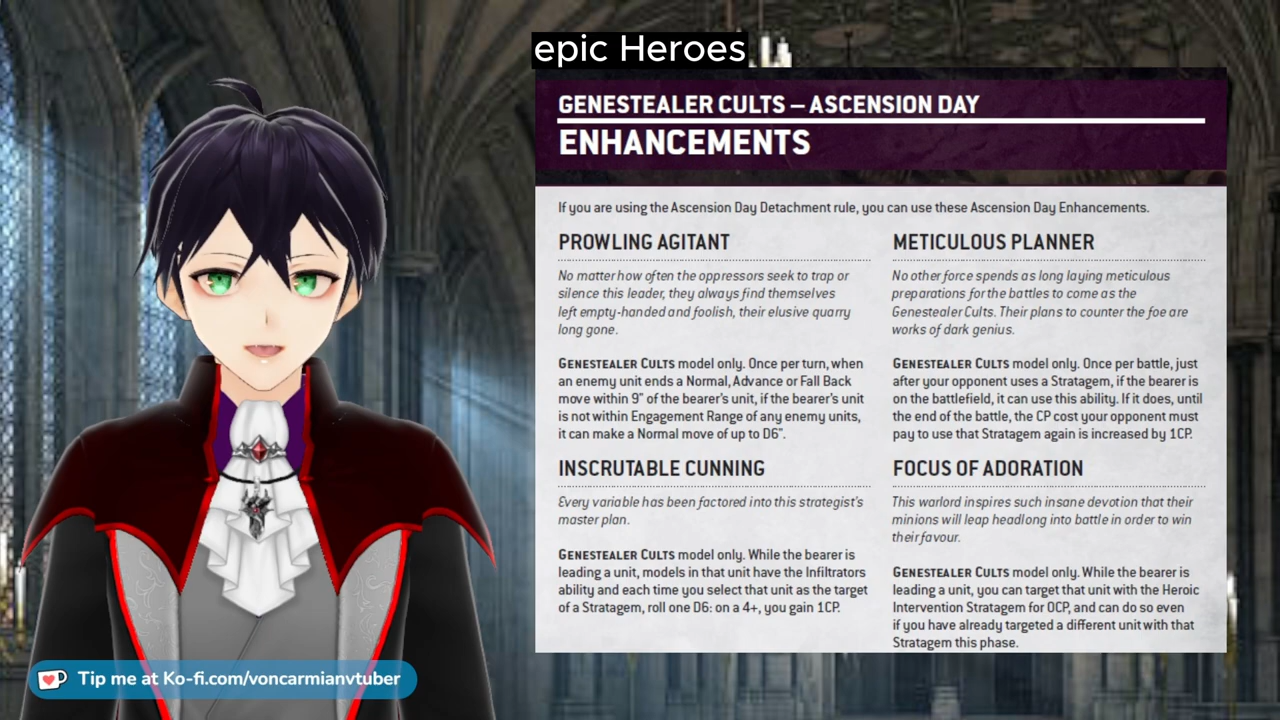 epic Heroes
GENESTEALER CULTS – ASCENSION DAY
ENHANCEMENTS
If you are using the Ascension Day Detachment rule, you can use these Ascension Day Enhancements.
PROWLING AGITANT
No matter how often the oppressors seek to trap or
silence this leader, they always find themselves
left empty-handed and foolish, their elusive quarry
long gone.
GENESTEALER CULTS model only. Once per turn, when
an enemy unit ends a Normal, Advance or Fall Back
move within 9" of the bearer's unit, if the bearer's unit
is not within Engagement Range of any enemy units,
it can make a Normal move of up to D6".
INSCRUTABLE CUNNING
Every variable has been factored into this strategist's
master plan.
GENESTEALER CULTS model only. While the bearer is
leading a unit, models in that unit have the Infiltrators
ability and each time you select that unit as the target
of a Stratagem, roll one D6: on a 4+, you gain 1CP.
METICULOUS PLANNER
No other force spends as long laying meticulous
preparations for the battles to come as the
Genestealer Cults. Their plans to counter the foe are
works of dark genius.
GENESTEALER CULTS model only. Once per battle, just
after your opponent uses a Stratagem, if the bearer is
on the battlefield, it can use this ability. If it does, until
the end of the battle, the CP cost your opponent must
pay to use that Stratagem again is increased by 1CP.
FOCUS OF ADORATION
This warlord inspires such insane devotion that their
minions will leap headlong into battle in order to win
their favour.
GENESTEALER CULTS model only. While the bearer is
leading a unit, you can target that unit with the Heroic
Intervention Stratagem for 0CP, and can do so even
if you have already targeted a different unit with that
Stratagem this phase.
Tip me at Ko-fi.com/voncarmianvtuber